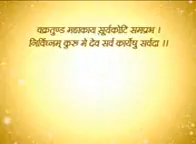 वक्रतुण्ड महाकाय सूर्यकोटि समप्रभ ।
निर्विघ्नम् कुरू मे देव सर्व कार्येषु सर्वदा ।।